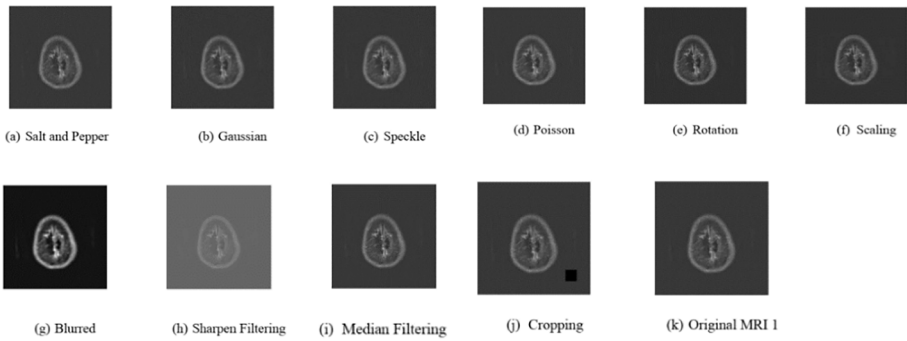 (a) Salt and Pepper
(b) Gaussian
(c) Speckle
(d) Poisson
(e) Rotation
(f) Scaling
(g) Blurred
(h) Sharpen Filtering
(i) Median Filtering
(j) Cropping
(k) Original MRI 1